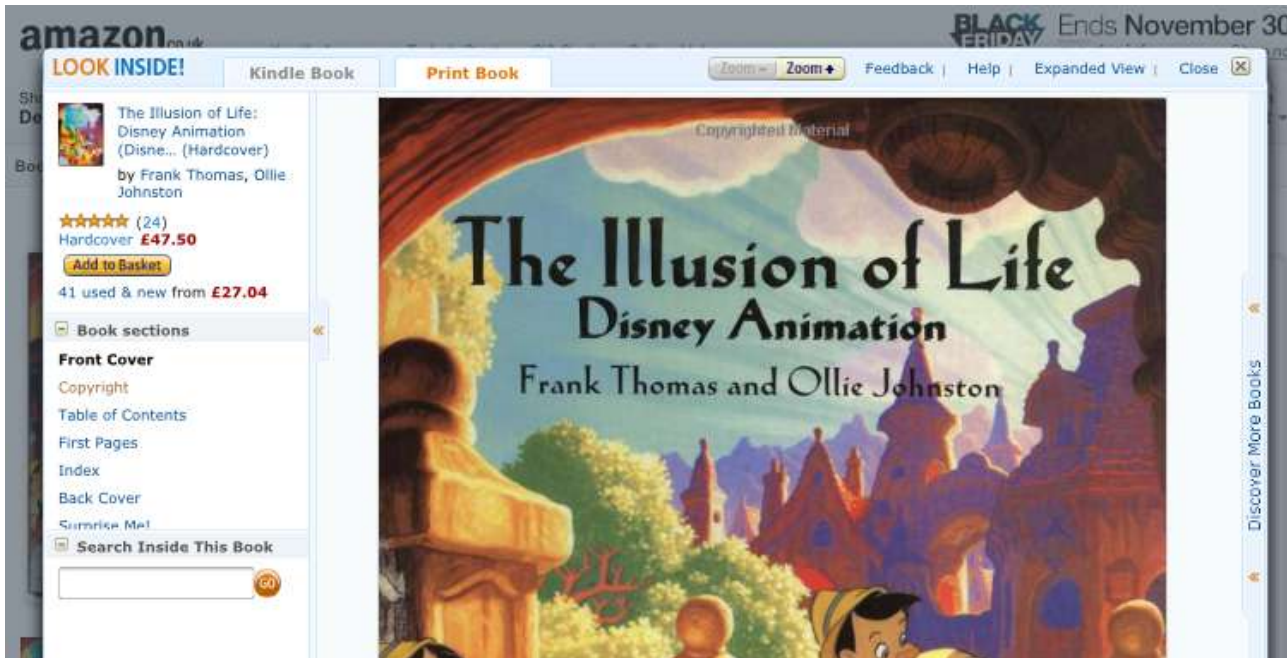 amazon.co.uk
BLACK FRIDAY Ends November 30
LOOK INSIDE!
Kindle Book
Print Book
Zoom - Zoom +
Feedback | Help | Expanded View | Close
The Illusion of Life:
Disney Animation
(Disne... (Hardcover)
by Frank Thomas, Ollie
Johnston
(24)
Hardcover £47.50
Add to Basket
41 used & new from £27.04
Book sections
Front Cover
Copyright
Table of Contents
First Pages
Index
Back Cover
Surprise Me!
Search Inside This Book
GO
Copyrighted Material
The Illusion of Life
Disney Animation
Frank Thomas and Ollie Johnston
Discover More Books